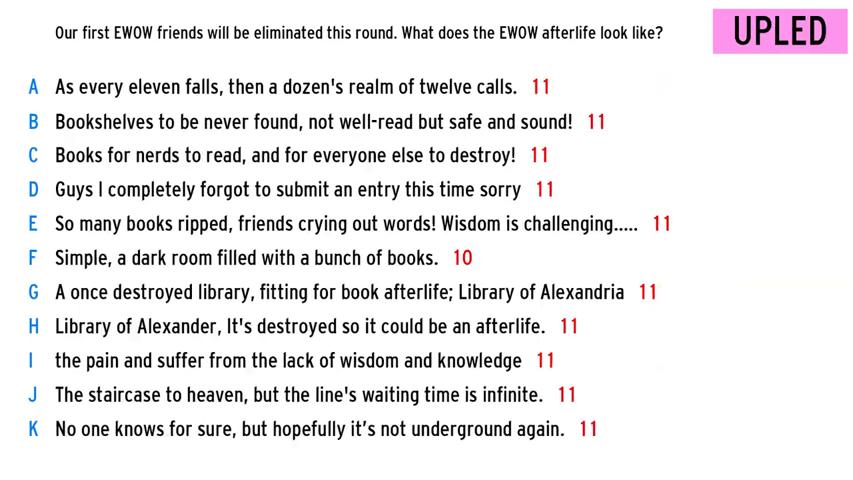 Our first EWOW friends will be eliminated this round. What does the EWOW afterlife look like?
UPLED
A As every eleven falls, then a dozen's realm of twelve calls. 11
B Bookshelves to be never found, not well-read but safe and sound! 11
C Books for nerds to read, and for everyone else to destroy! 11
D Guys I completely forgot to submit an entry this time sorry 11
E So many books ripped, friends crying out words! Wisdom is challenging..... 11
F Simple, a dark room filled with a bunch of books. 10
G A once destroyed library, fitting for book afterlife; Library of Alexandria 11
H Library of Alexander, It's destroyed so it could be an afterlife. 11
I the pain and suffer from the lack of wisdom and knowledge 11
J The staircase to heaven, but the line's waiting time is infinite. 11
K No one knows for sure, but hopefully it’s not underground again. 11